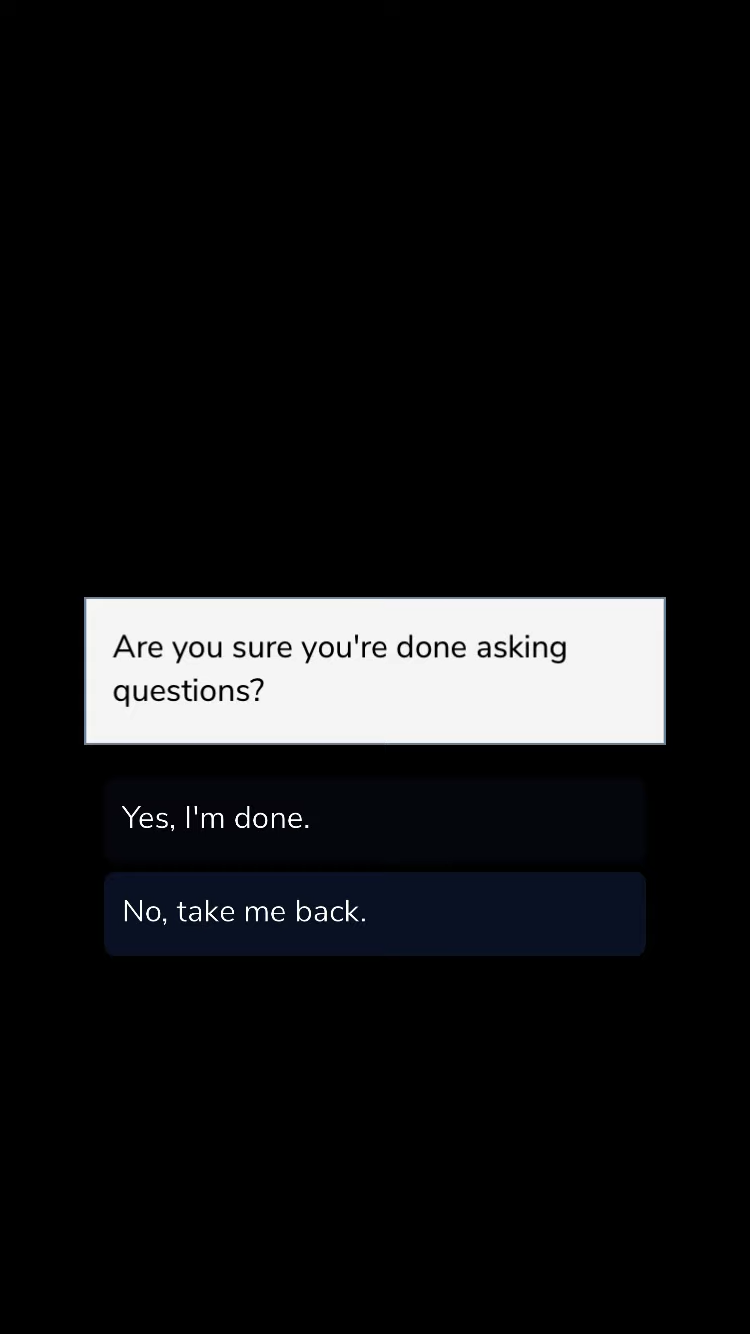 Are you sure you're done asking
questions?
Yes, I'm done.
No, take me back.